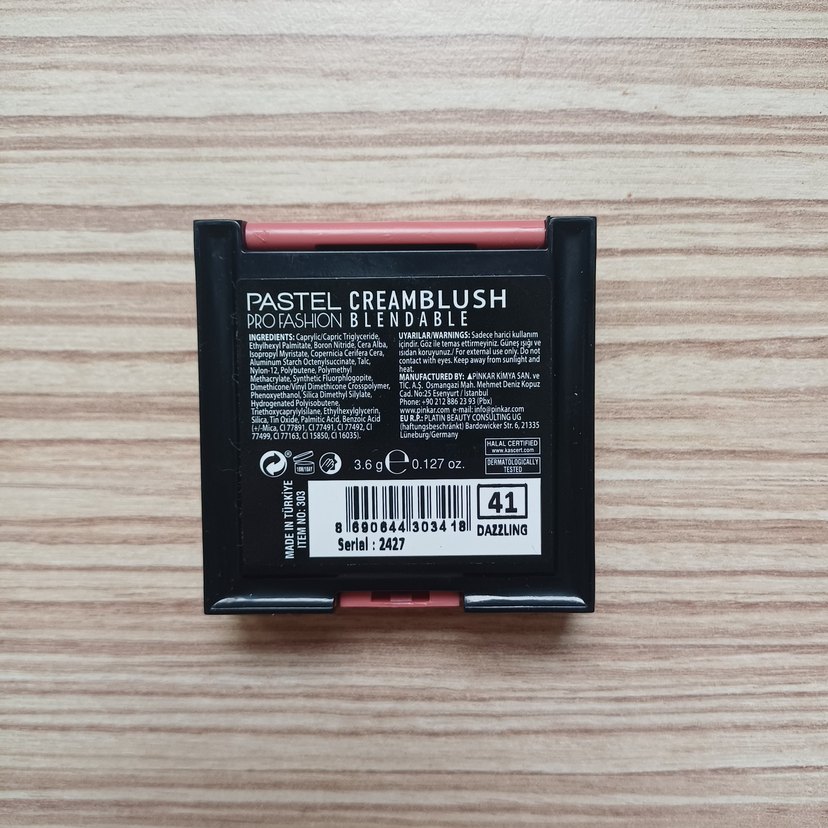 PASTEL CREAMBLUSH
PRO FASHION BLENDABLE
INGREDIENTS: Caprylic/Capric Triglyceride,
Ethylhexyl Palmitate, Boron Nitride, Cera Alba,
Isopropyl Myristate, Copernicia Cerifera Cera,
Aluminum Starch Octenylsuccinate, Talc,
Nylon-12, Polybutene, Polymethyl
Methacrylate, Synthetic Fluorphlogopite,
Dimethicone/Vinyl Dimethicone Crosspolymer,
Phenoxyethanol, Silica Dimethyl Silylate,
Hydrogenated Polyisobutene,
Triethoxycaprylylsilane, Ethylhexylglycerin,
Silica, Tin Oxide, Palmitic Acid, Benzoic Acid
(+/-Mica, CI 77891, CI 77491, CI 77492, CI
77499, CI 77163, CI 15850, CI 16035).
UYARILAR/WARNINGS: Sadece harici kullanım
içindir. Göz ile temas ettirmeyiniz. Güneş ışığı ve
ısıdan koruyunuz./ For external use only. Do not
contact with eyes. Keep away from sunlight and
heat.
MANUFACTURED BY: PINKAR KİMYA SAN. ve
TİC. A.Ş. Osmangazi Mah. Mehmet Deniz Kopuz
Cad. No:25 Esenyurt / İstanbul
Phone: +90 212 886 23 93 (Pbx)
www.pinkar.com e-mail: info@pinkar.com
EU R.P.: PLATIN BEAUTY CONSULTING UG
(haftungsbeschränkt) Bardowicker Str. 6, 21335
Lüneburg/Germany
HALAL CERTIFIED
www.kascert.com
DERMATOLOGICALLY
TESTED
3.6 g ℮ 0.127 oz.
MADE IN TÜRKİYE
ITEM NO: 303
8 690644 303418
Serial : 2427
41
DAZZLING